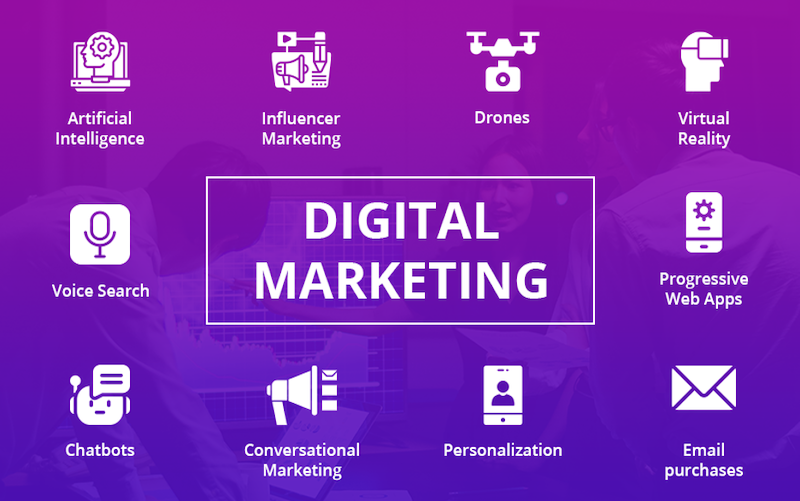 Artificial
Intelligence
Influencer
Marketing
Drones
Virtual
Reality
DIGITAL
MARKETING
Voice Search
Progressive
Web Apps
Chatbots
Conversational
Marketing
Personalization
Email
purchases